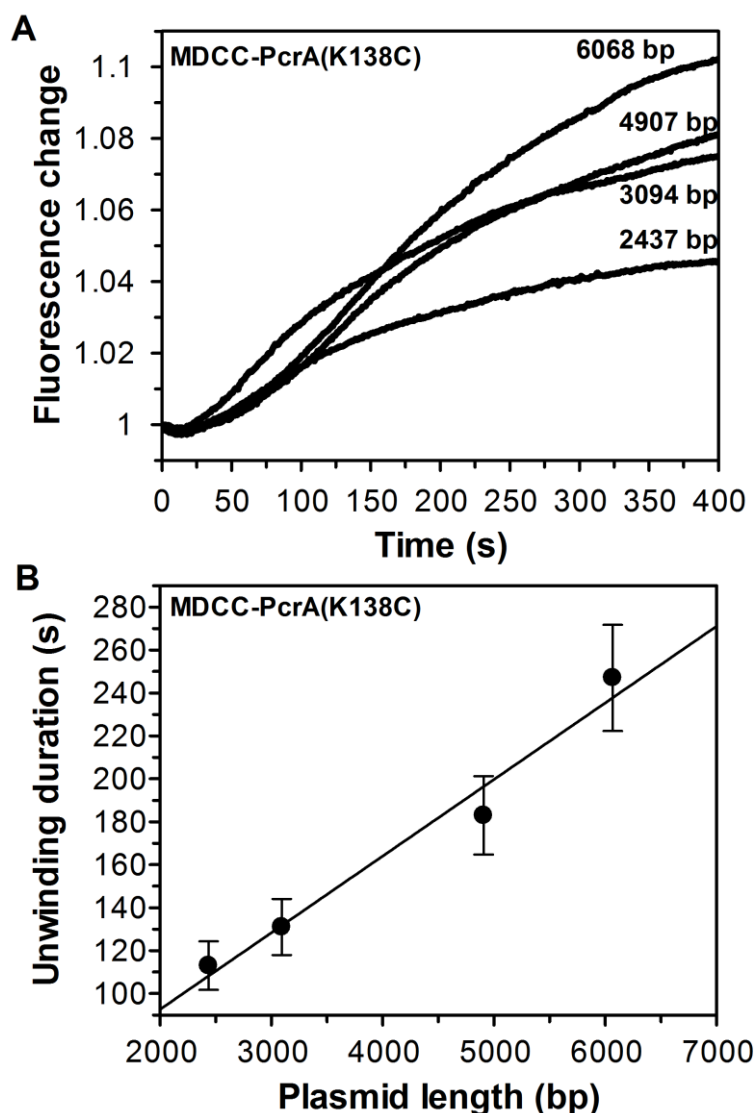 A
MDCC-PcrA(K138C)
6068 bp
4907 bp
3094 bp
2437 bp
Fluorescence change
1.1
1.08
1.06
1.04
1.02
1
0 50 100 150 200 250 300 350 400
Time (s)
B
MDCC-PcrA(K138C)
Unwinding duration (s)
280
260
240
220
200
180
160
140
120
100
2000 3000 4000 5000 6000 7000
Plasmid length (bp)